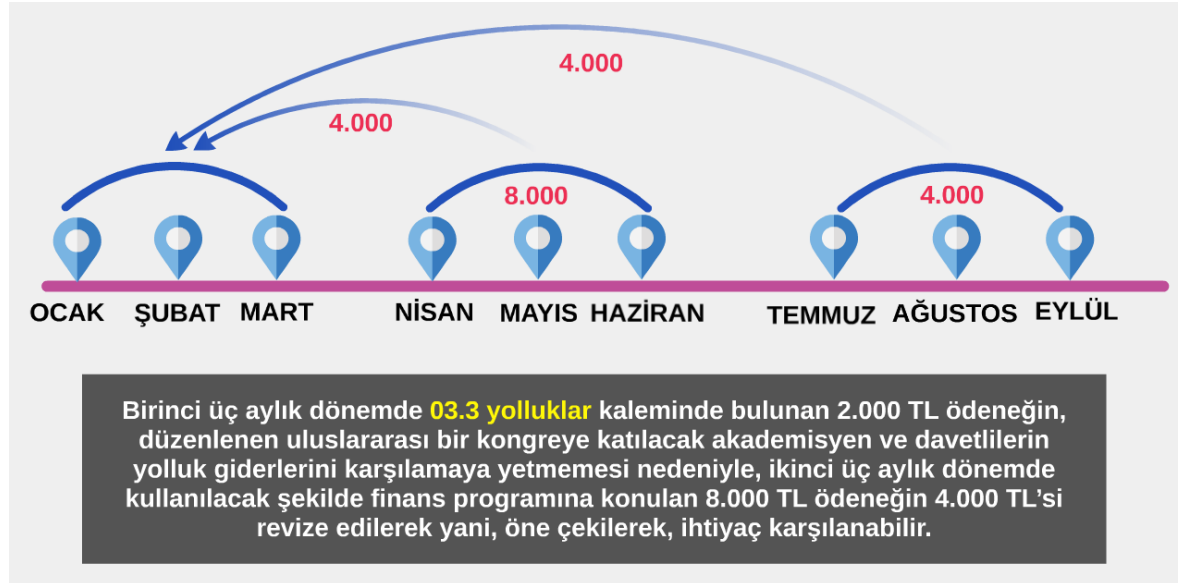 4.000
4.000
8.000
4.000
OCAK ŞUBAT MART NİSAN MAYIS HAZİRAN TEMMUZ AĞUSTOS EYLÜL
Birinci üç aylık dönemde 03.3 yolluklar kaleminde bulunan 2.000 TL ödeneğin,
düzenlenen uluslararası bir kongreye katılacak akademisyen ve davetlilerin
yolluk giderlerini karşılamaya yetmemesi nedeniyle, ikinci üç aylık dönemde
kullanılacak şekilde finans programına konulan 8.000 TL ödeneğin 4.000 TL’si
revize edilerek yani, öne çekilerek, ihtiyaç karşılanabilir.